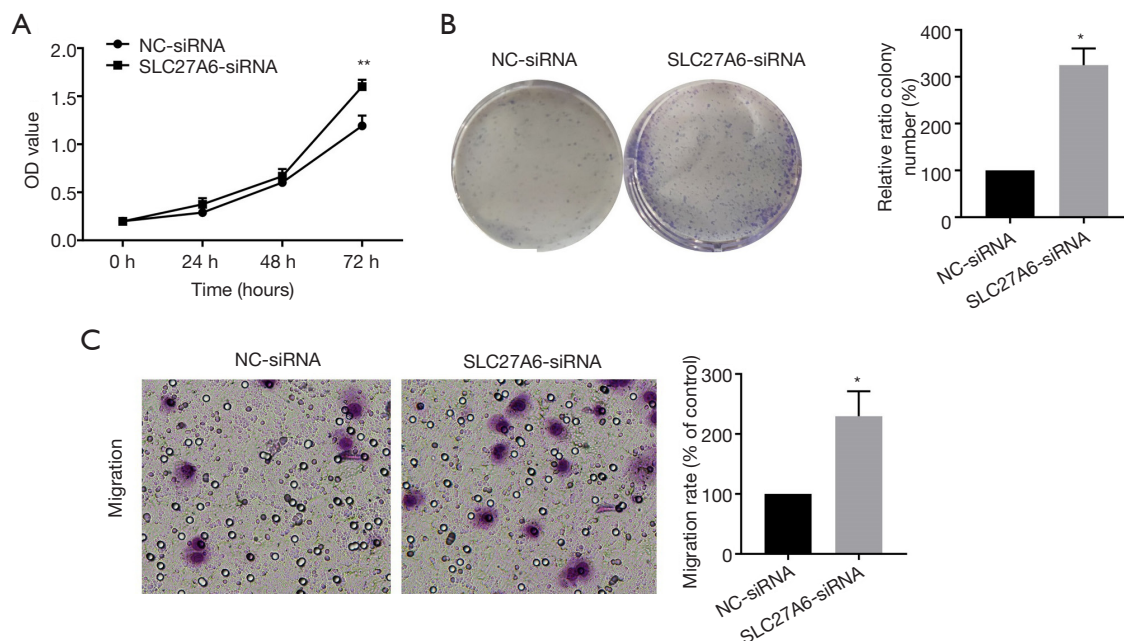 A
2.0
1.5
1.0
0.5
0.0
OD value
NC-siRNA
SLC27A6-siRNA
**
0 h 24 h 48 h 72 h
Time (hours)
B
NC-siRNA SLC27A6-siRNA
Relative ratio colony
number (%)
400
300
200
100
0
*
NC-siRNA
SLC27A6-siRNA
C
NC-siRNA SLC27A6-siRNA
Migration
Migration rate (% of control)
300
200
100
0
*
NC-siRNA
SLC27A6-siRNA